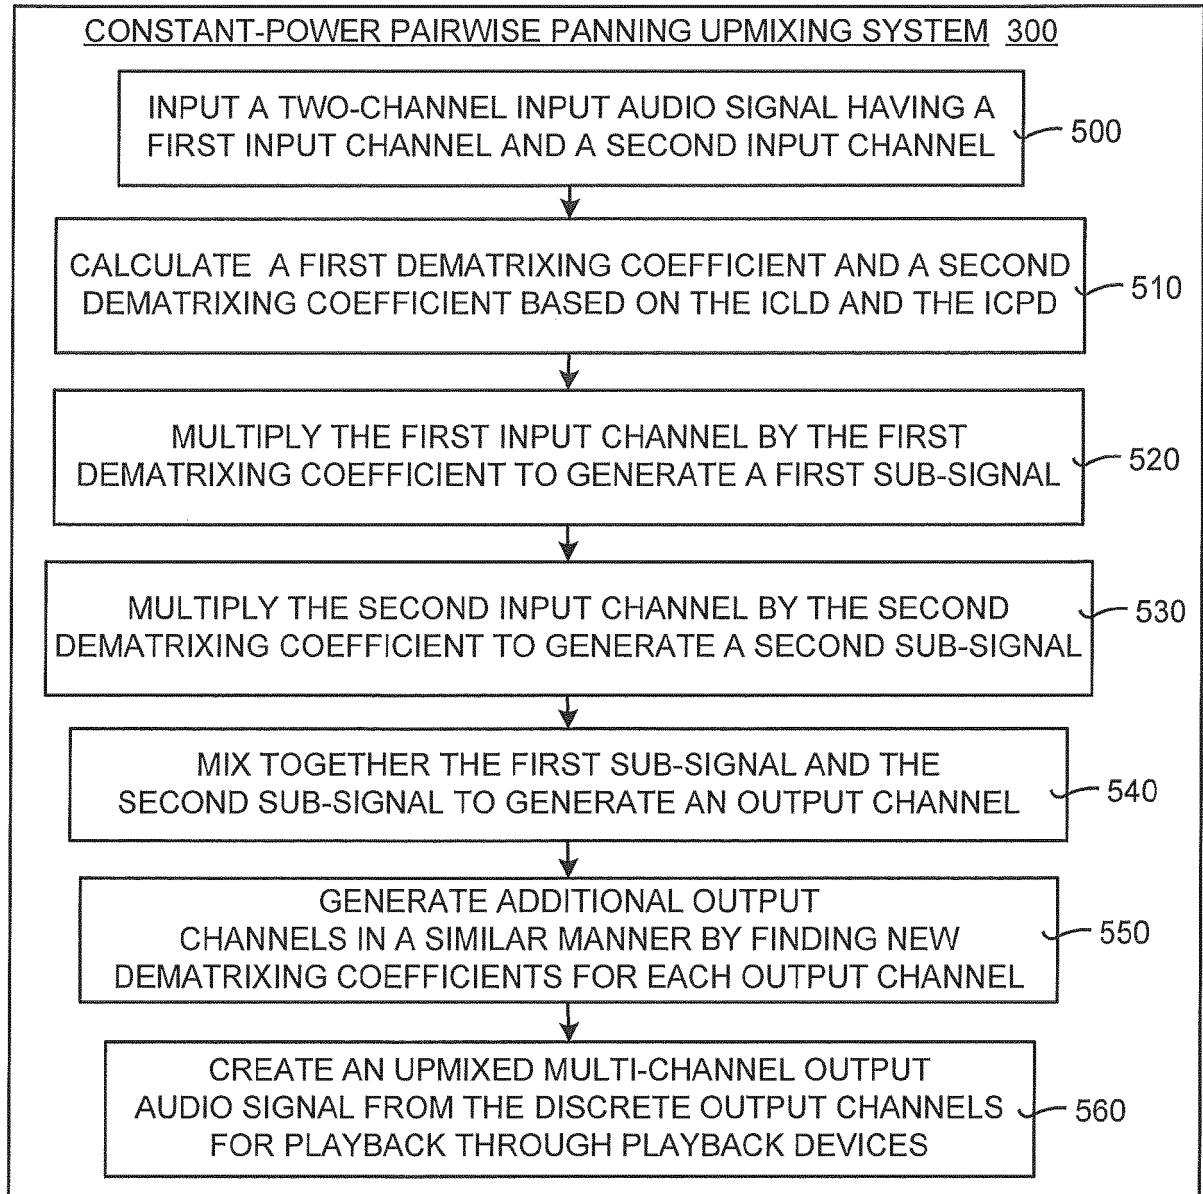 CONSTANT-POWER PAIRWISE PANNING UPMIXING SYSTEM 300
INPUT A TWO-CHANNEL INPUT AUDIO SIGNAL HAVING A
FIRST INPUT CHANNEL AND A SECOND INPUT CHANNEL
500
CALCULATE A FIRST DEMATRIXING COEFFICIENT AND A SECOND
DEMATRIXING COEFFICIENT BASED ON THE ICLD AND THE ICPD
510
MULTIPLY THE FIRST INPUT CHANNEL BY THE FIRST
DEMATRIXING COEFFICIENT TO GENERATE A FIRST SUB-SIGNAL
520
MULTIPLY THE SECOND INPUT CHANNEL BY THE SECOND
DEMATRIXING COEFFICIENT TO GENERATE A SECOND SUB-SIGNAL
530
MIX TOGETHER THE FIRST SUB-SIGNAL AND THE
SECOND SUB-SIGNAL TO GENERATE AN OUTPUT CHANNEL
540
GENERATE ADDITIONAL OUTPUT
CHANNELS IN A SIMILAR MANNER BY FINDING NEW
DEMATRIXING COEFFICIENTS FOR EACH OUTPUT CHANNEL
550
CREATE AN UPMIXED MULTI-CHANNEL OUTPUT
AUDIO SIGNAL FROM THE DISCRETE OUTPUT CHANNELS
FOR PLAYBACK THROUGH PLAYBACK DEVICES
560